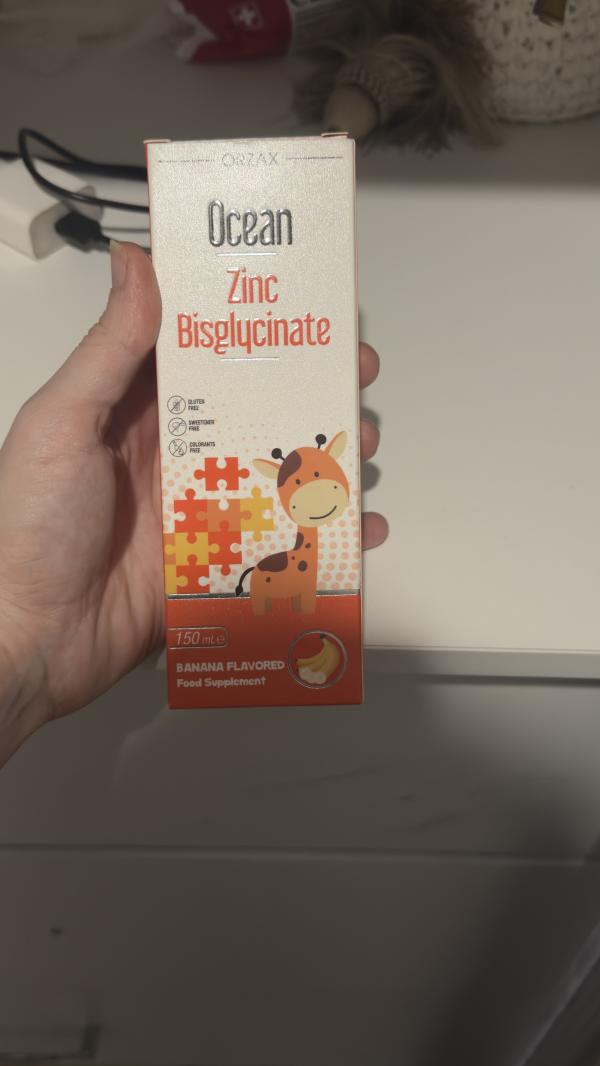 ORZAX
Ocean
Zinc
Bisglycinate
GLUTEN
FREE
SWEETENER
FREE
COLORANTS
FREE
150 mL ℮
BANANA FLAVORED
Food Supplement